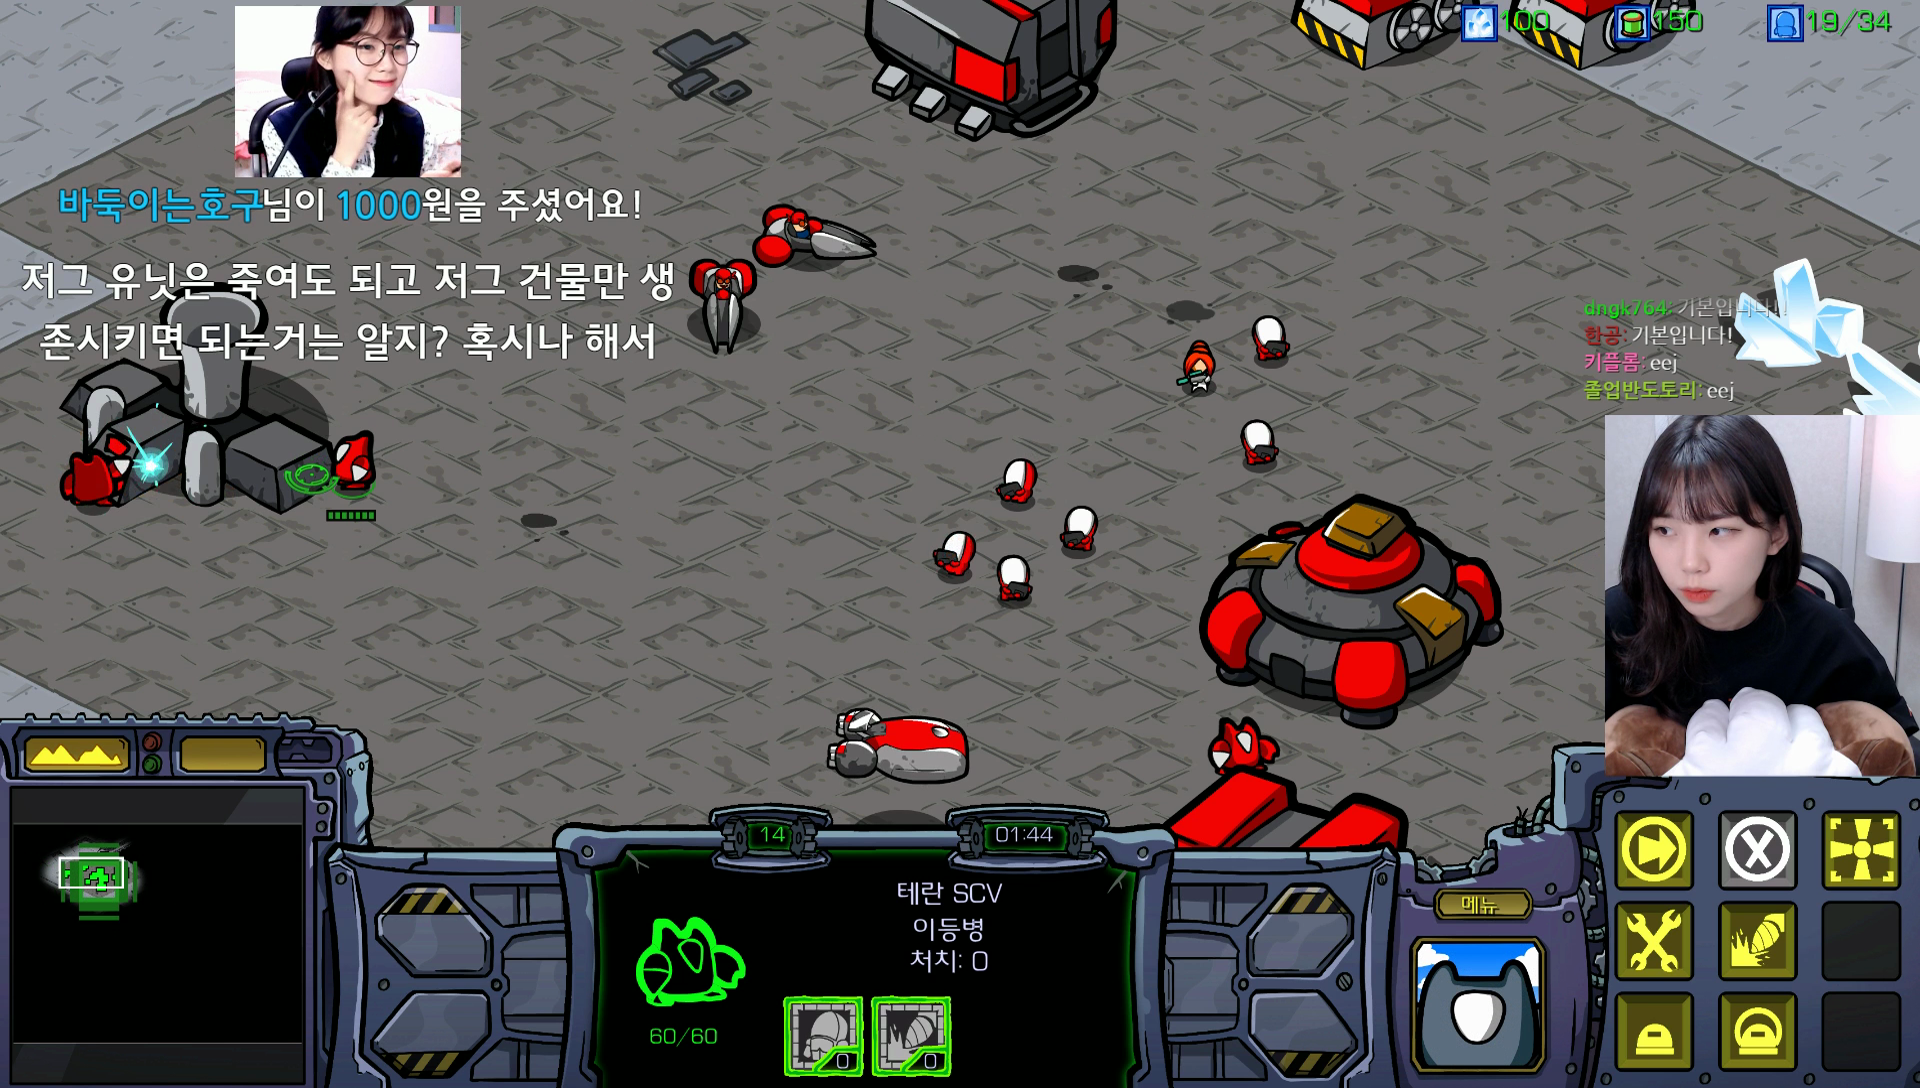 100 150 19/34
바둑이는호구님이 1000원을 주셨어요!
저그 유닛은 죽여도 되고 저그 건물만 생
존시키면 되는거는 알지? 혹시나 해서
dngk764: 기본입니다!!
한공: 기본입니다!
키플롬: eej
졸업반도토리: eej
14
01:44
테란 SCV
이등병
처치: 0
60/60
0 0
메뉴